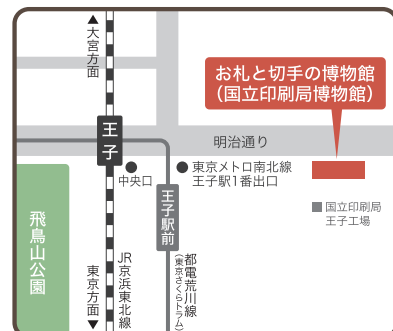 ▲大宮方面
お札と切手の博物館
（国立印刷局博物館）
王子
明治通り
中央口
東京メトロ南北線
王子駅1番出口
国立印刷局
王子工場
飛鳥山公園
王子駅前
東京方面▼
JR京浜東北線
都電荒川線
（東京さくらトラム）